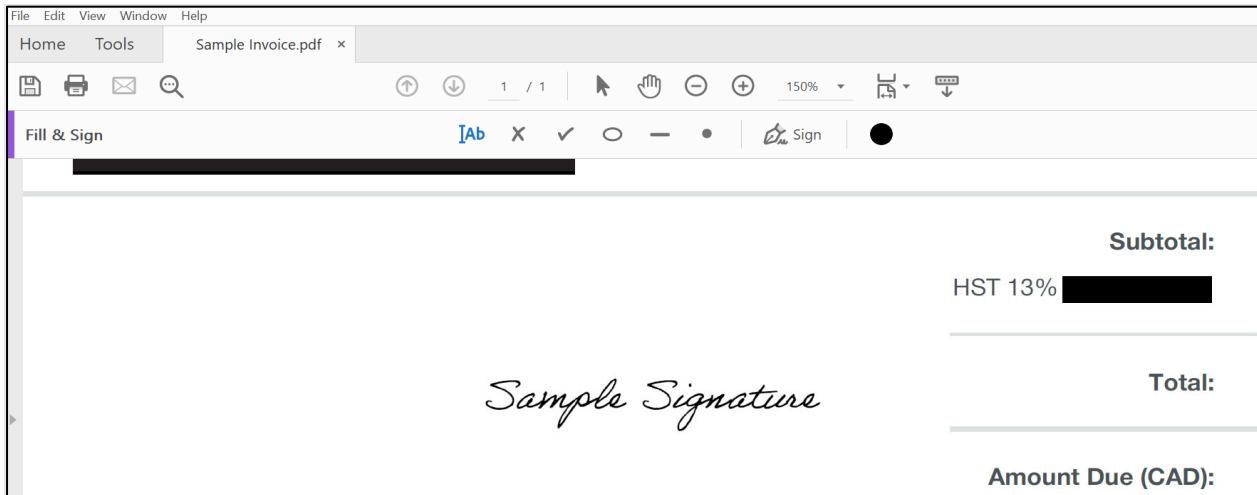 File Edit View Window Help
Home Tools Sample Invoice.pdf ×
1 / 1 150%
Fill & Sign Ab Sign
Subtotal:
HST 13%
Sample Signature Total:
Amount Due (CAD):